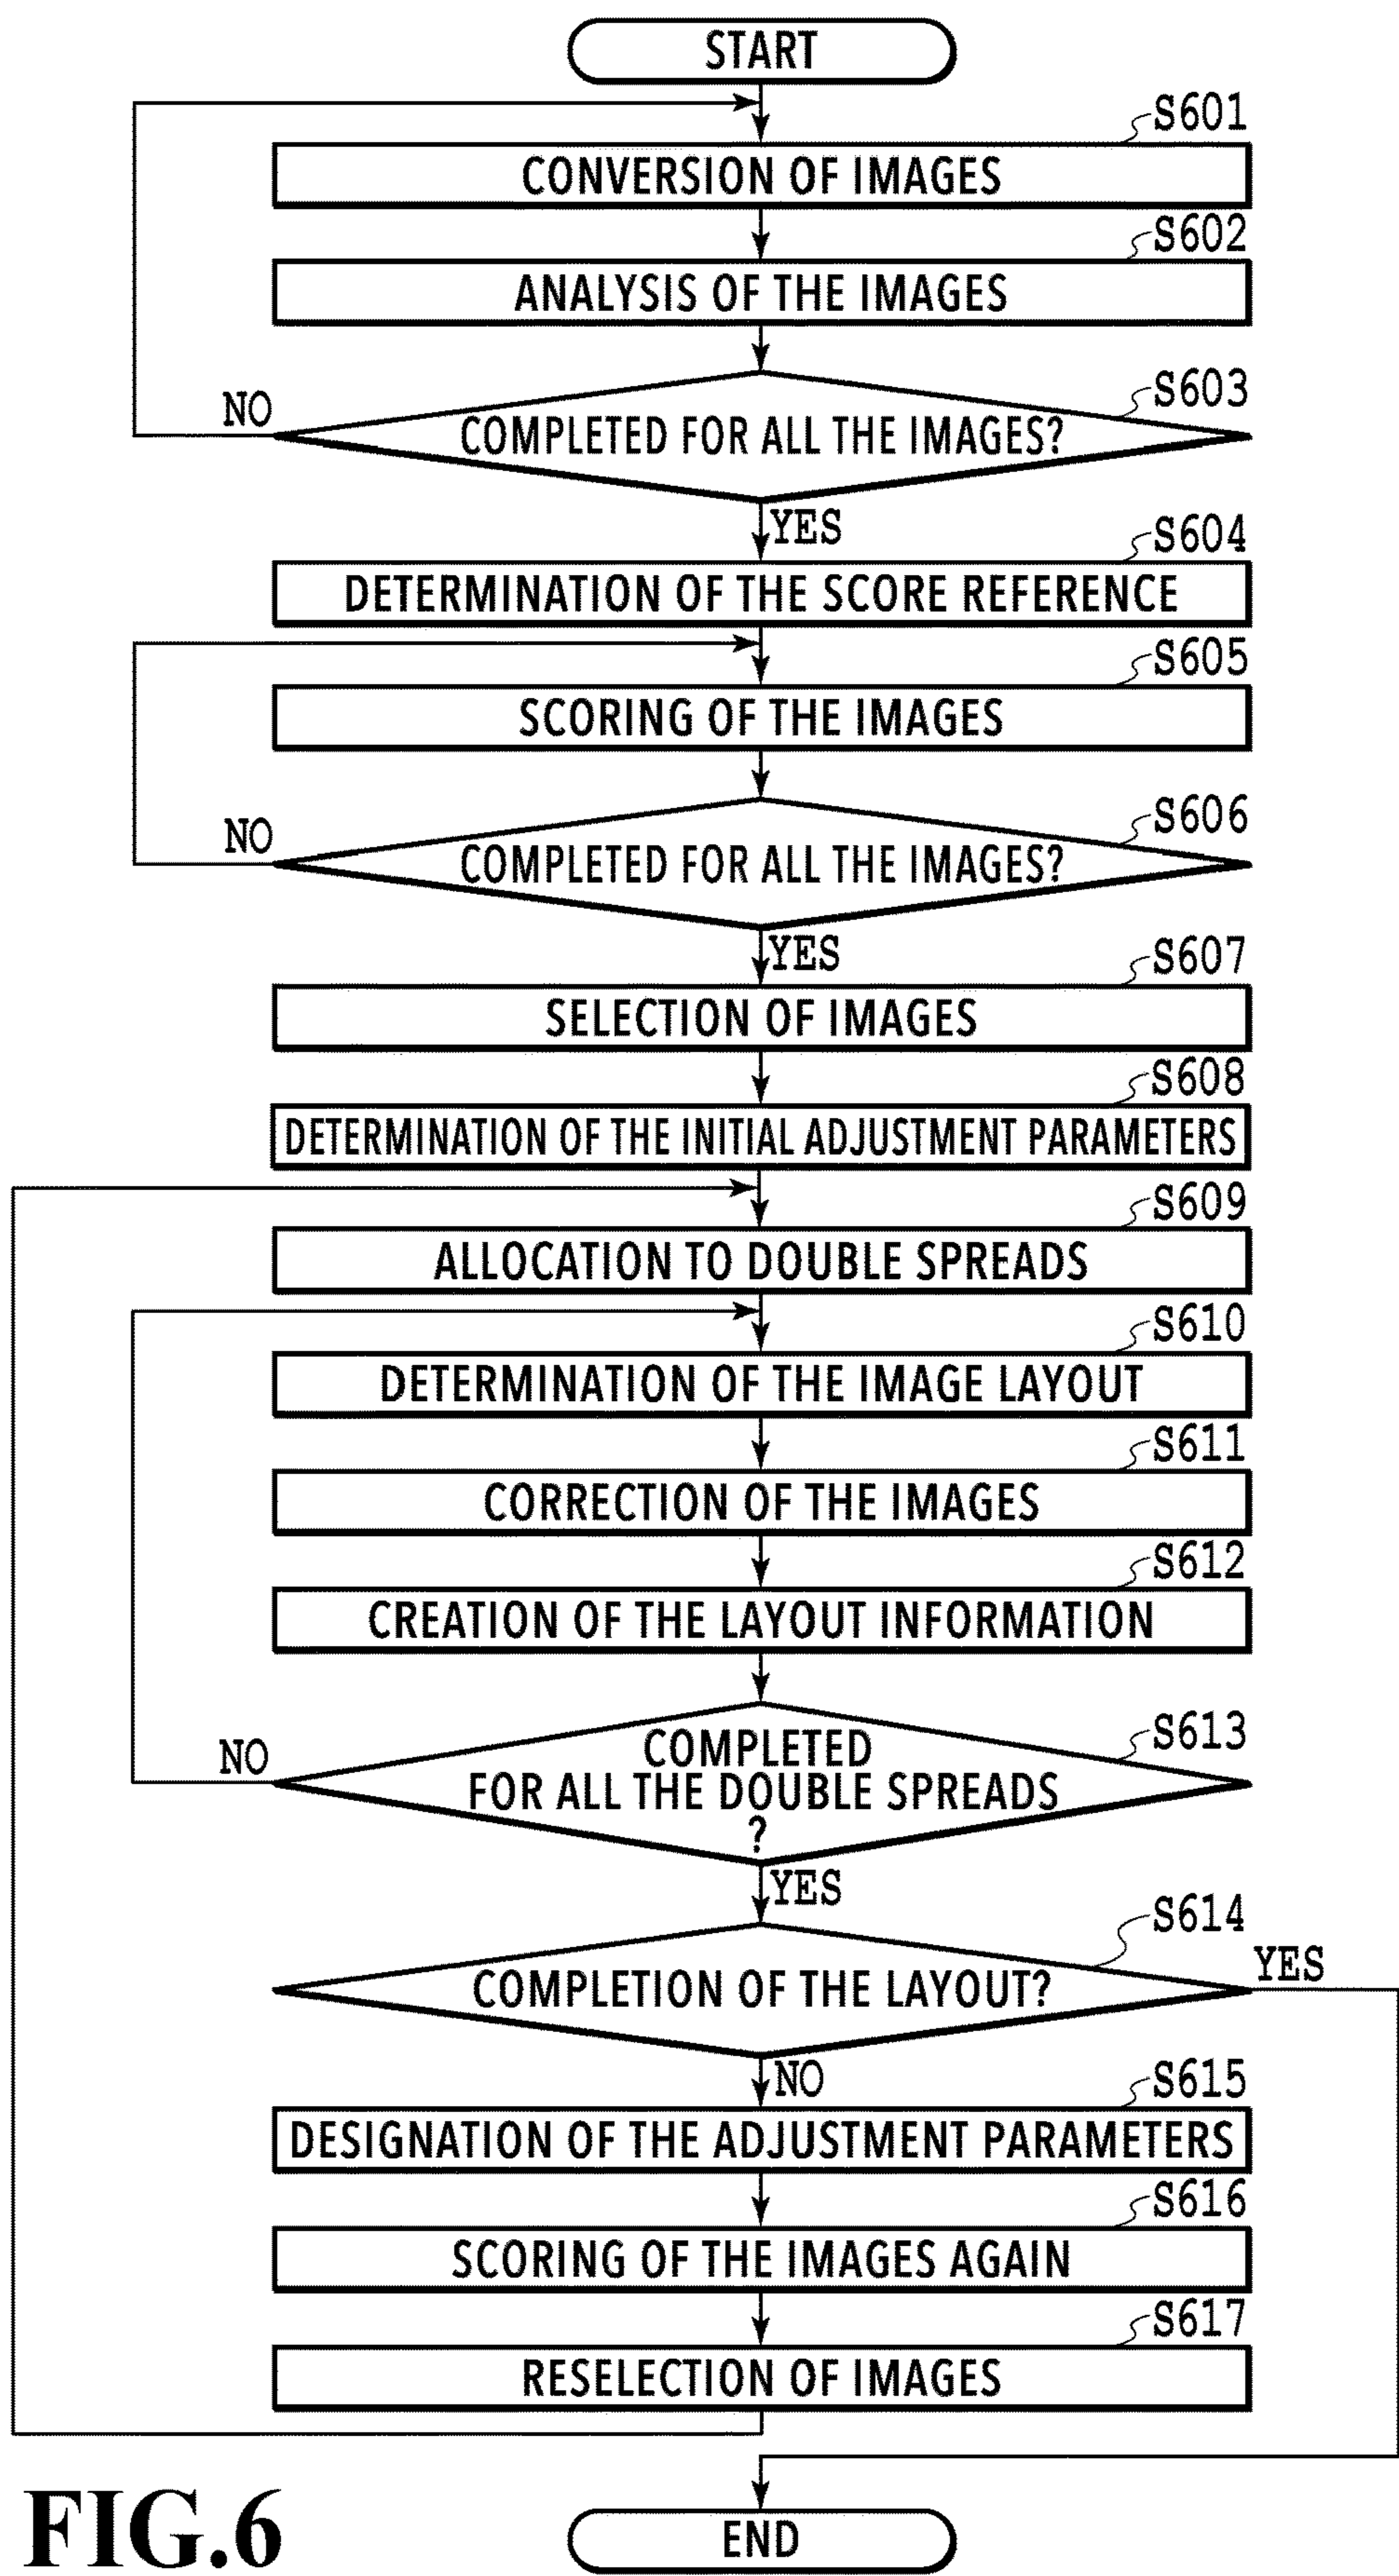 START
S601
CONVERSION OF IMAGES
S602
ANALYSIS OF THE IMAGES
S603
NO
COMPLETED FOR ALL THE IMAGES?
YES
S604
DETERMINATION OF THE SCORE REFERENCE
S605
SCORING OF THE IMAGES
S606
NO
COMPLETED FOR ALL THE IMAGES?
YES
S607
SELECTION OF IMAGES
S608
DETERMINATION OF THE INITIAL ADJUSTMENT PARAMETERS
S609
ALLOCATION TO DOUBLE SPREADS
S610
DETERMINATION OF THE IMAGE LAYOUT
S611
CORRECTION OF THE IMAGES
S612
CREATION OF THE LAYOUT INFORMATION
S613
NO
COMPLETED
FOR ALL THE DOUBLE SPREADS
?
YES
S614
YES
COMPLETION OF THE LAYOUT?
NO
S615
DESIGNATION OF THE ADJUSTMENT PARAMETERS
S616
SCORING OF THE IMAGES AGAIN
S617
RESELECTION OF IMAGES
END
FIG.6